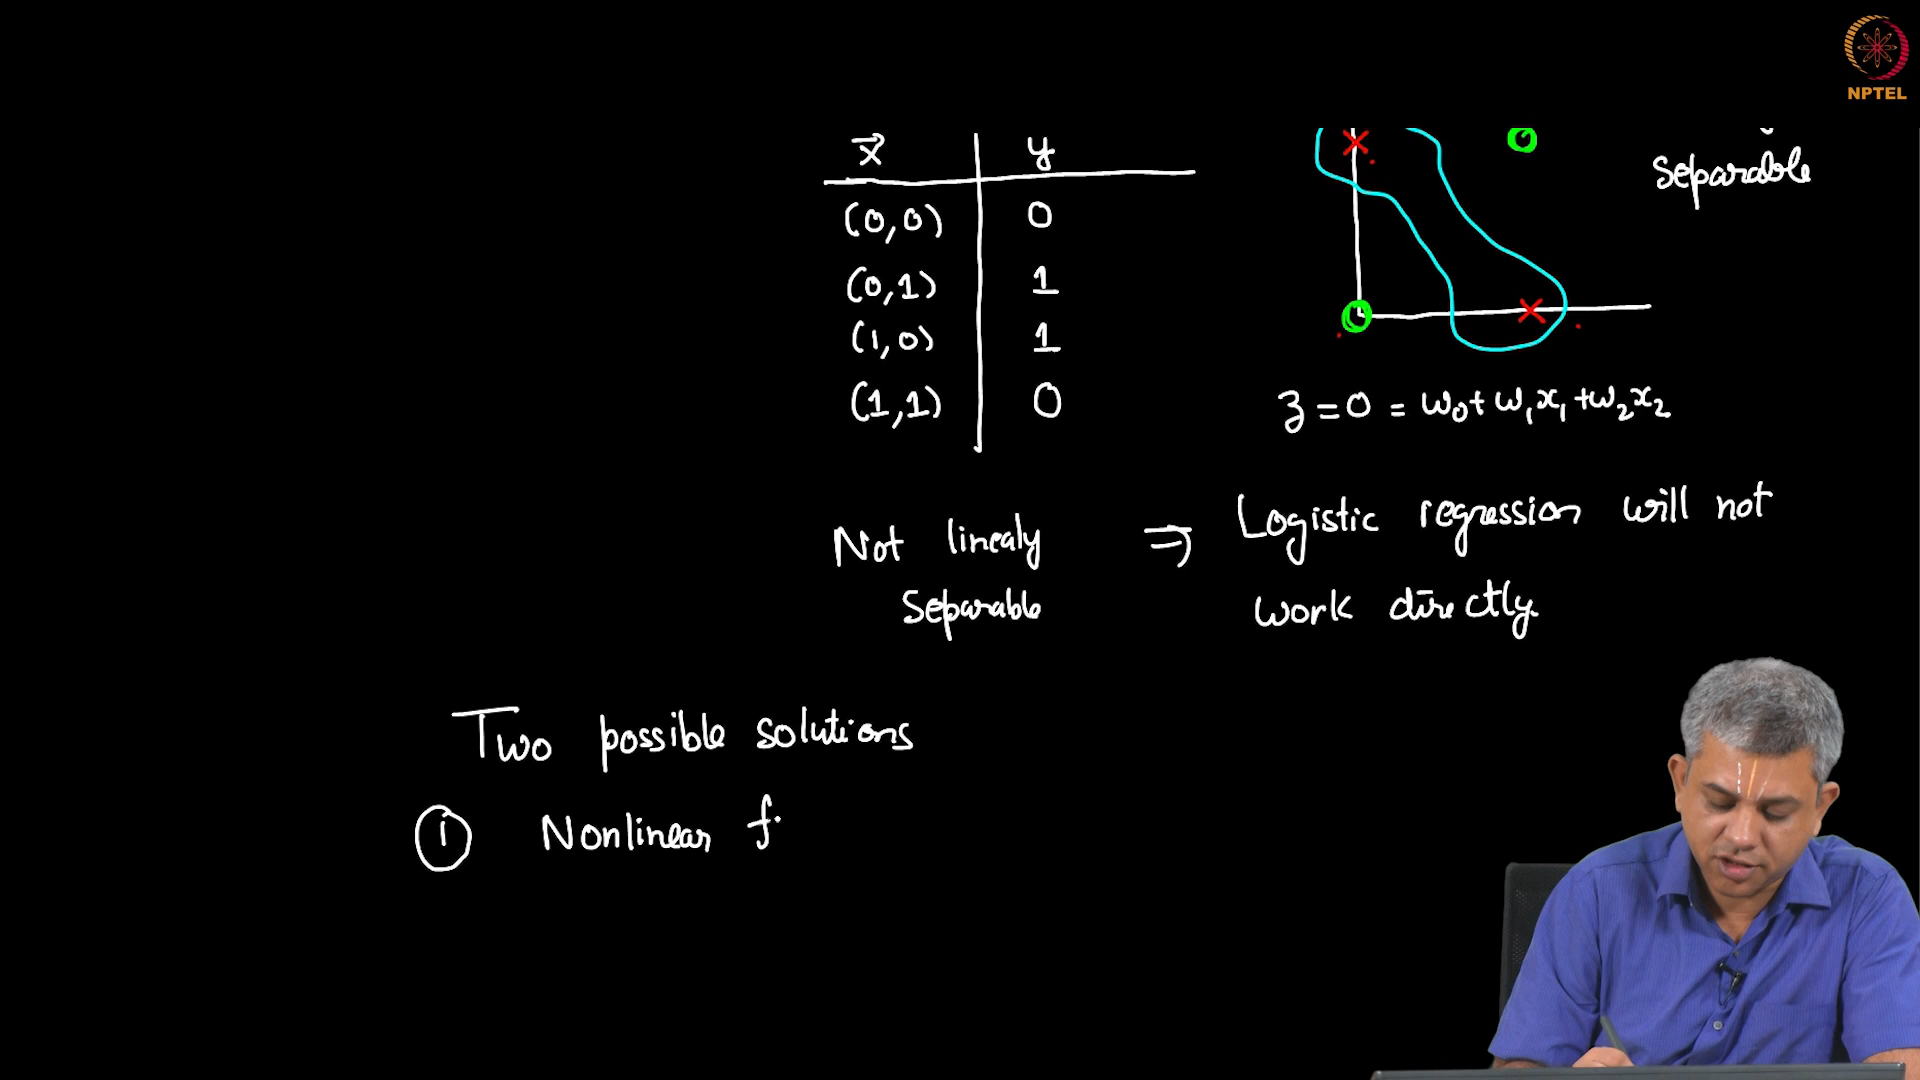 NPTEL
x⃗ y
(0,0) 0
(0,1) 1
(1,0) 1
(1,1) 0
Separable
z = 0 = w₀ + w₁x₁ + w₂x₂
Not linealy
Separable
⇒ Logistic regression will not
work directly.
Two possible solutions
① Nonlinear f